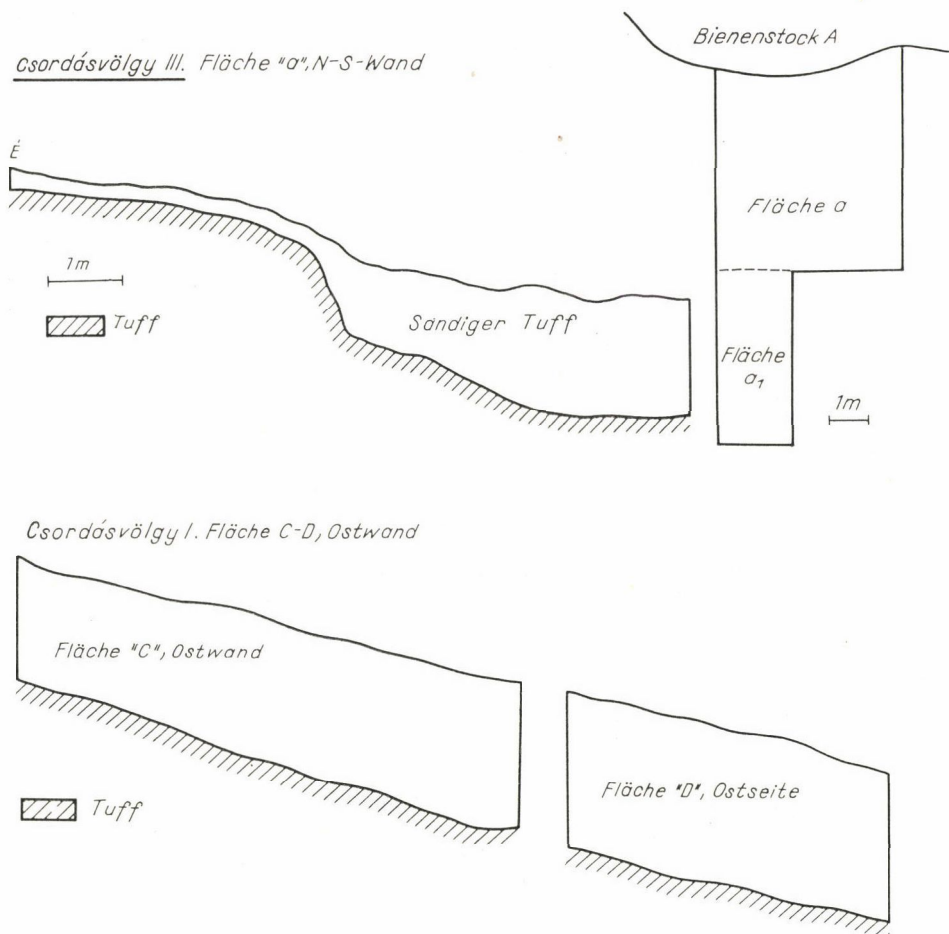 Csordásvölgy III. Fläche "a", N-S-Wand
Bienenstock A
É
Fläche a
1m
Tuff
Sandiger Tuff
Fläche
a₁
1m
Csordásvölgy I. Fläche C-D, Ostwand
Fläche "C", Ostwand
Fläche "D", Ostseite
Tuff